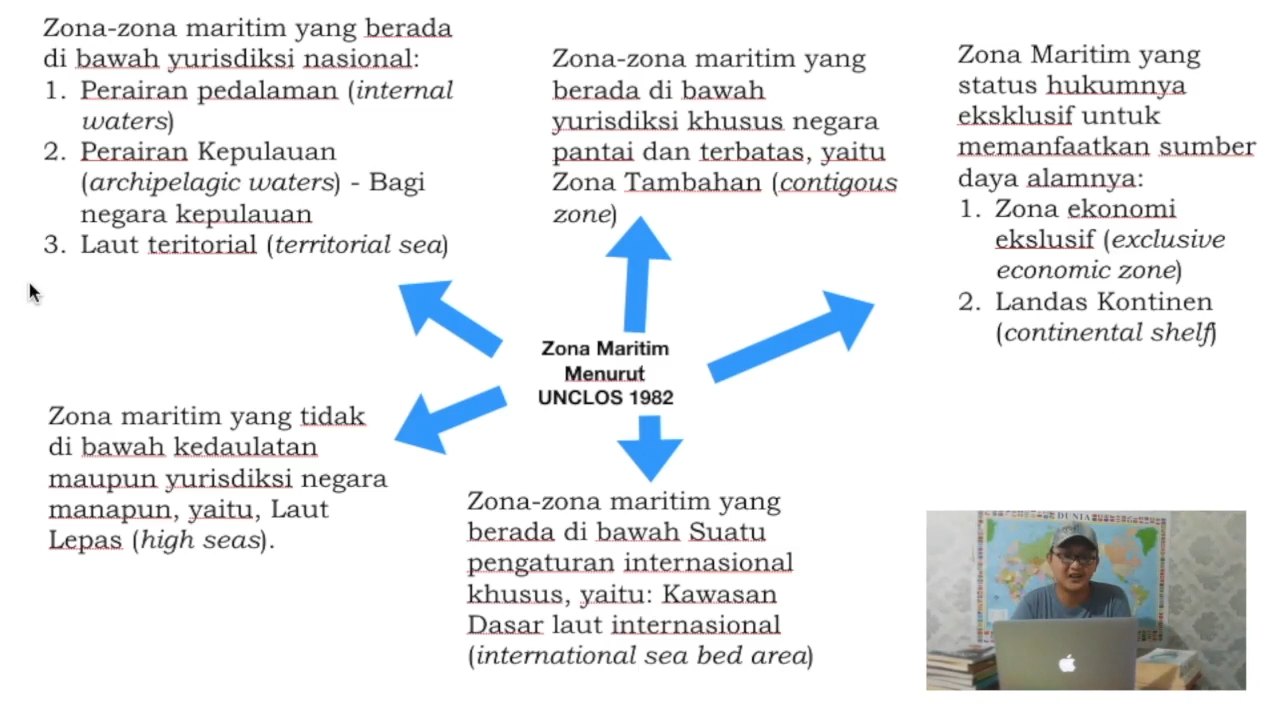 Zona-zona maritim yang berada
di bawah yurisdiksi nasional:
1. Perairan pedalaman (internal
waters)
2. Perairan Kepulauan
(archipelagic waters) - Bagi
negara kepulauan
3. Laut teritorial (territorial sea)
Zona-zona maritim yang
berada di bawah
yurisdiksi khusus negara
pantai dan terbatas, yaitu
Zona Tambahan (contigous
zone)
Zona Maritim yang
status hukumnya
eksklusif untuk
memanfaatkan sumber
daya alamnya:
1. Zona ekonomi
ekslusif (exclusive
economic zone)
2. Landas Kontinen
(continental shelf)
Zona Maritim
Menurut
UNCLOS 1982
Zona maritim yang tidak
di bawah kedaulatan
maupun yurisdiksi negara
manapun, yaitu, Laut
Lepas (high seas).
Zona-zona maritim yang
berada di bawah Suatu
pengaturan internasional
khusus, yaitu: Kawasan
Dasar laut internasional
(international sea bed area)
DUNIA